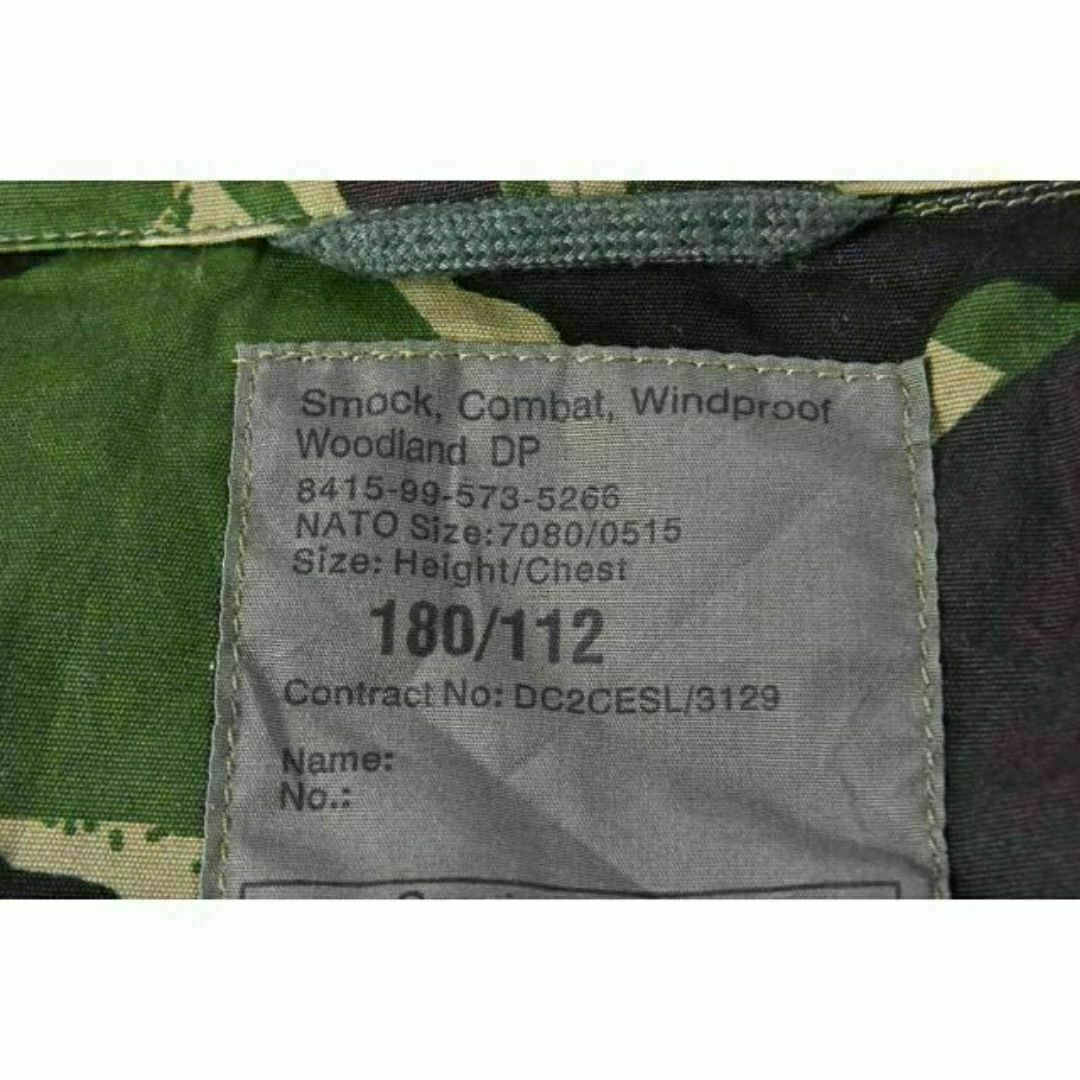 Smock, Combat, Windproof
Woodland DP
8415-99-573-5266
NATO Size:7080/0515
Size: Height/Chest
180/112
Contract No: DC2CESL/3129
Name:
No.: